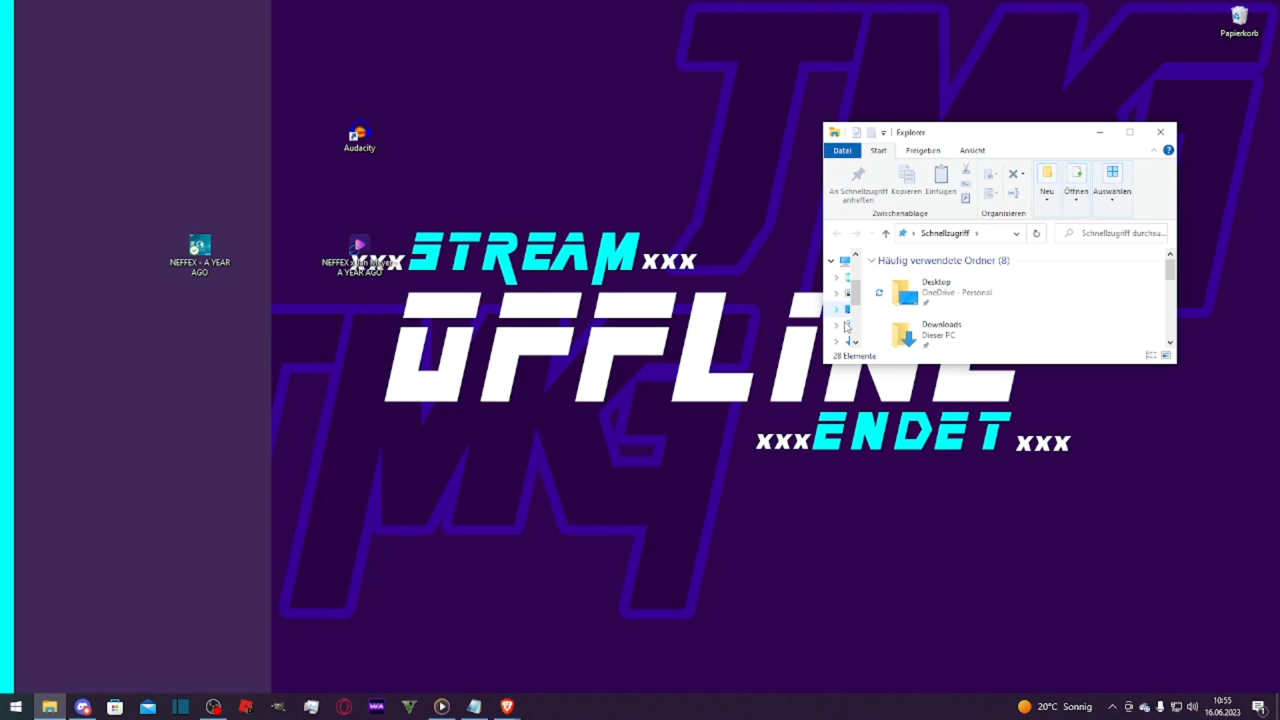 Papierkorb
Audacity
NEFFEX - A YEAR
AGO
A YEAR AGO
xxx STREAM xxx
OFFLINE
xxx ENDET xxx
Explorer
Datei Start Freigeben Ansicht
An Schnellzugriff
anheften
Kopieren
Einfügen
Neu
Öffnen
Auswählen
Zwischenablage
Organisieren
Schnellzugriff
Schnellzugriff durchsu...
Häufig verwendete Ordner (8)
Desktop
OneDrive - Personal
Downloads
Dieser PC
28 Elemente
20°C Sonnig
10:55
16.06.2023